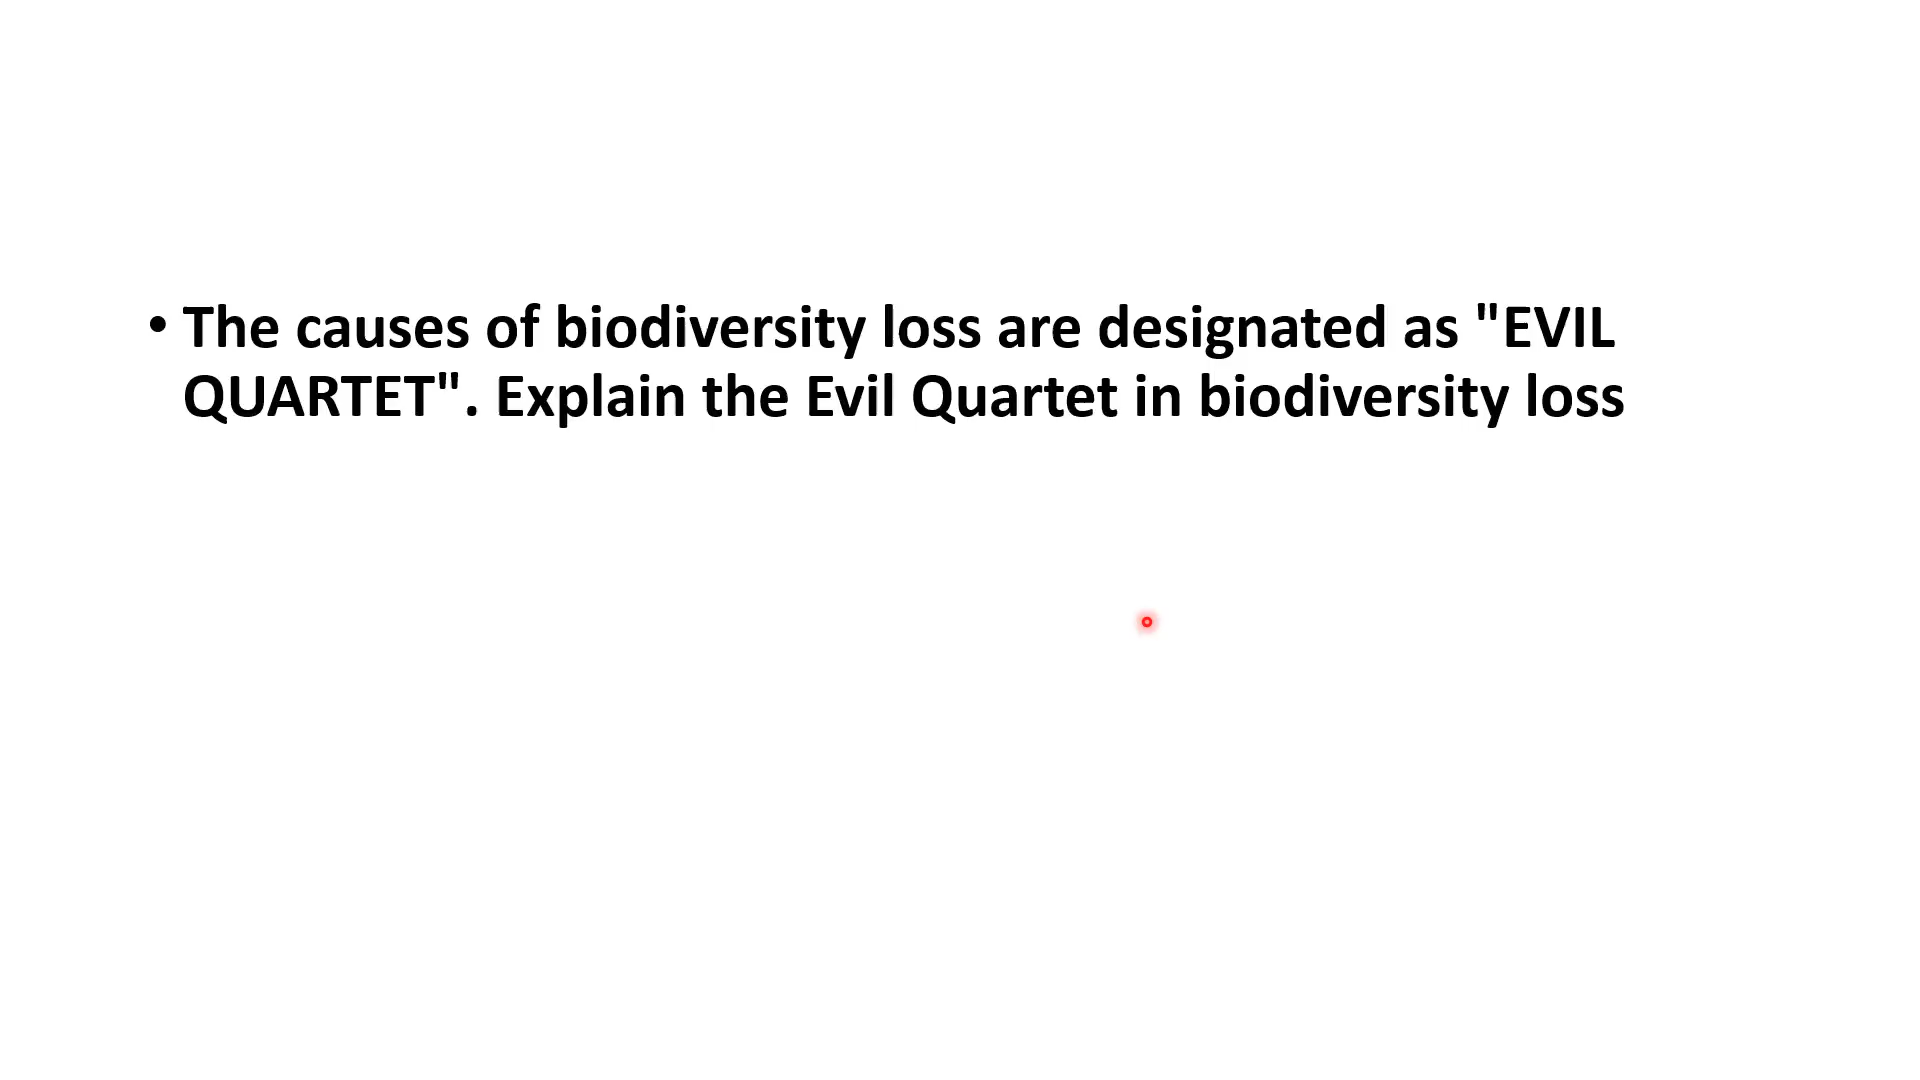 • The causes of biodiversity loss are designated as "EVIL
QUARTET". Explain the Evil Quartet in biodiversity loss